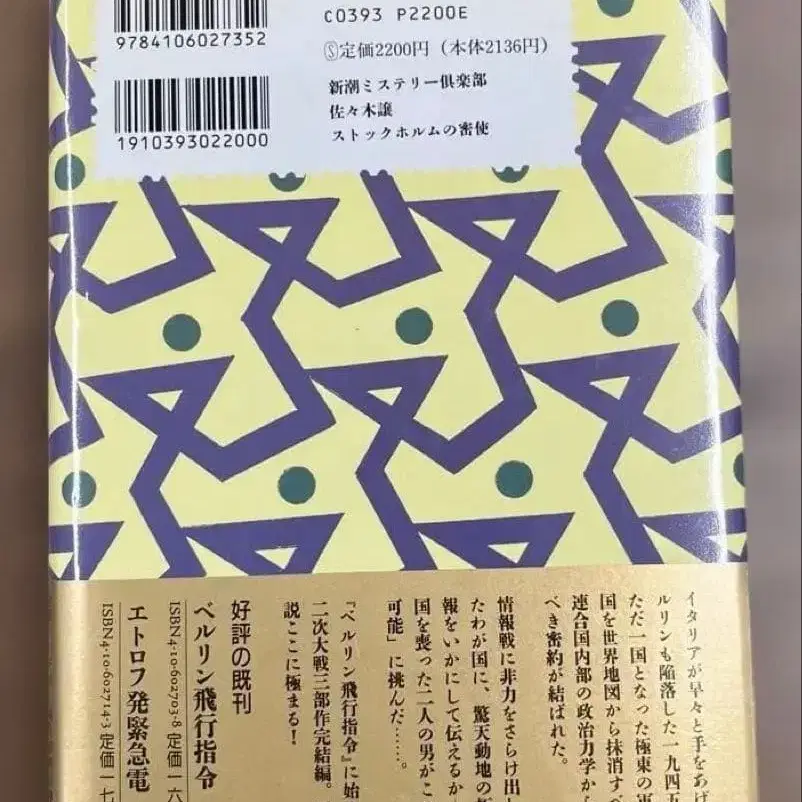 9784106027352
C0393 P2200E
Ⓢ定価2200円（本体2136円）
1910393022000
新潮ミステリー倶楽部
佐々木譲
ストックホルムの密使
イタリアが早々と手をあげ
ルリンも陥落した一九四五
ただ一国となった極東の軍
国を世界地図から抹消す
連合国内部の政治力学か
べき密約が結ばれた。
情報戦に非力をさらけ出
たわが国に、驚天動地の
報をいかにして伝えるか
国を喪った二人の男がこ
可能」に挑んだ……。
『ベルリン飛行指令』に始
二次大戦三部作完結編。
説ここに極まる！
好評の既刊
ベルリン飛行指令
ISBN4-10-602703-8 定価一六
エトロフ発緊急電
ISBN4-10-602714-3 定価一七